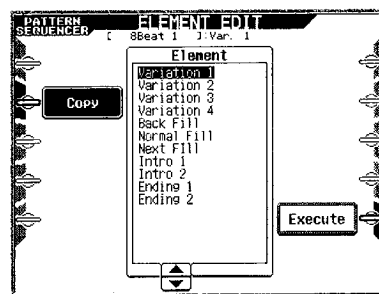 PATTERN SEQUENCER
ELEMENT EDIT
[ 8Beat 1 ]:Var. 1
Element
Variation 1
Variation 2
Variation 3
Variation 4
Back Fill
Normal Fill
Next FIll
Intro 1
Intro 2
Ending 1
Ending 2
Copy
Execute